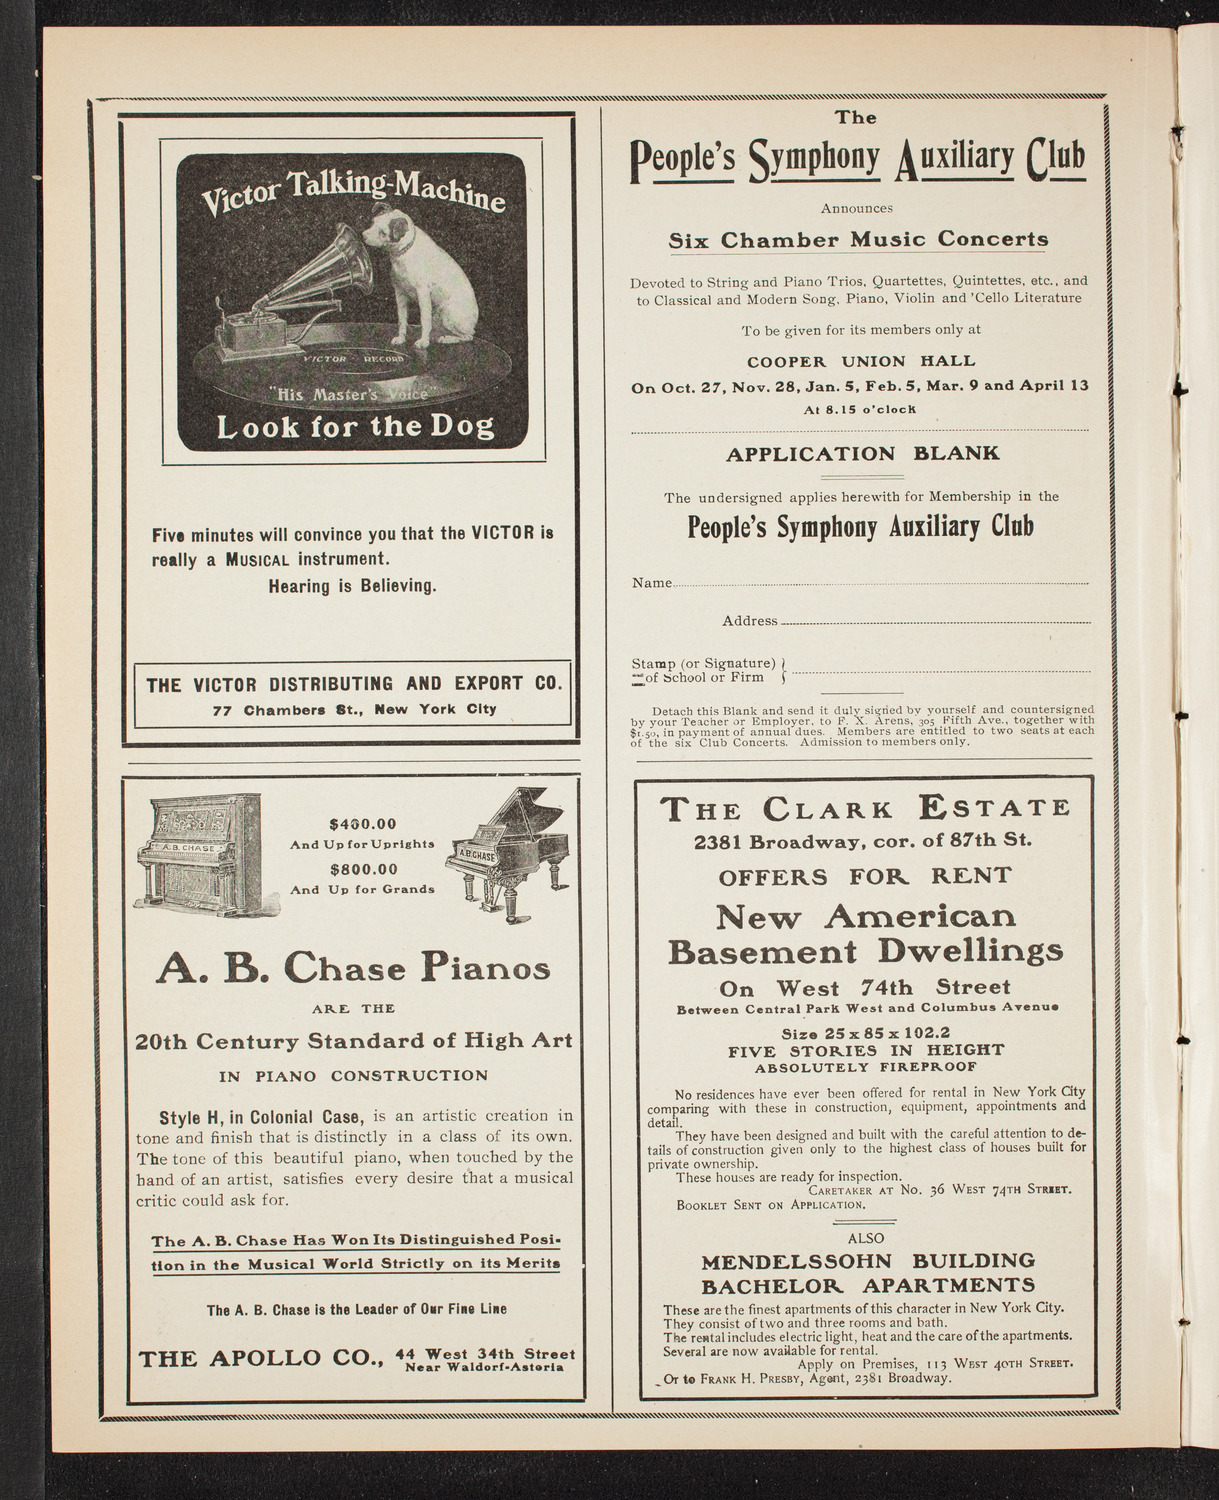 Victor Talking-Machine
VICTOR RECORD
"His Master's Voice"
Look for the Dog
Five minutes will convince you that the VICTOR is
really a MUSICAL instrument.
Hearing is Believing.
THE VICTOR DISTRIBUTING AND EXPORT CO.
77 Chambers St., New York City
A.B. CHASE
$400.00
And Up for Uprights
$800.00
And Up for Grands
A.B.CHASE
A. B. Chase Pianos
ARE THE
20th Century Standard of High Art
IN PIANO CONSTRUCTION
Style H, in Colonial Case, is an artistic creation in
tone and finish that is distinctly in a class of its own.
The tone of this beautiful piano, when touched by the
hand of an artist, satisfies every desire that a musical
critic could ask for.
The A. B. Chase Has Won Its Distinguished Posi-
tion in the Musical World Strictly on its Merits
The A. B. Chase is the Leader of Our Fine Line
THE APOLLO CO., 44 West 34th Street
Near Waldorf-Astoria
The
People's Symphony Auxiliary Club
Announces
Six Chamber Music Concerts
Devoted to String and Piano Trios, Quartettes, Quintettes, etc., and
to Classical and Modern Song, Piano, Violin and 'Cello Literature
To be given for its members only at
COOPER UNION HALL
On Oct. 27, Nov. 28, Jan. 5, Feb. 5, Mar. 9 and April 13
At 8.15 o'clock
APPLICATION BLANK
The undersigned applies herewith for Membership in the
People's Symphony Auxiliary Club
Name
Address
Stamp (or Signature)
of School or Firm
Detach this Blank and send it duly signed by yourself and countersigned
by your Teacher or Employer, to F. X. Arens, 305 Fifth Ave., together with
$1.50, in payment of annual dues. Members are entitled to two seats at each
of the six Club Concerts. Admission to members only.
THE CLARK ESTATE
2381 Broadway, cor. of 87th St.
OFFERS FOR RENT
New American
Basement Dwellings
On West 74th Street
Between Central Park West and Columbus Avenue
Size 25 x 85 x 102.2
FIVE STORIES IN HEIGHT
ABSOLUTELY FIREPROOF
No residences have ever been offered for rental in New York City
comparing with these in construction, equipment, appointments and
detail.
They have been designed and built with the careful attention to de-
tails of construction given only to the highest class of houses built for
private ownership.
These houses are ready for inspection.
CARETAKER AT NO. 36 WEST 74TH STREET.
BOOKLET SENT ON APPLICATION.
ALSO
MENDELSSOHN BUILDING
BACHELOR APARTMENTS
These are the finest apartments of this character in New York City.
They consist of two and three rooms and bath.
The rental includes electric light, heat and the care of the apartments.
Several are now available for rental.
Apply on Premises, 113 WEST 40TH STREET.
Or to FRANK H. PRESBY, Agent, 2381 Broadway.